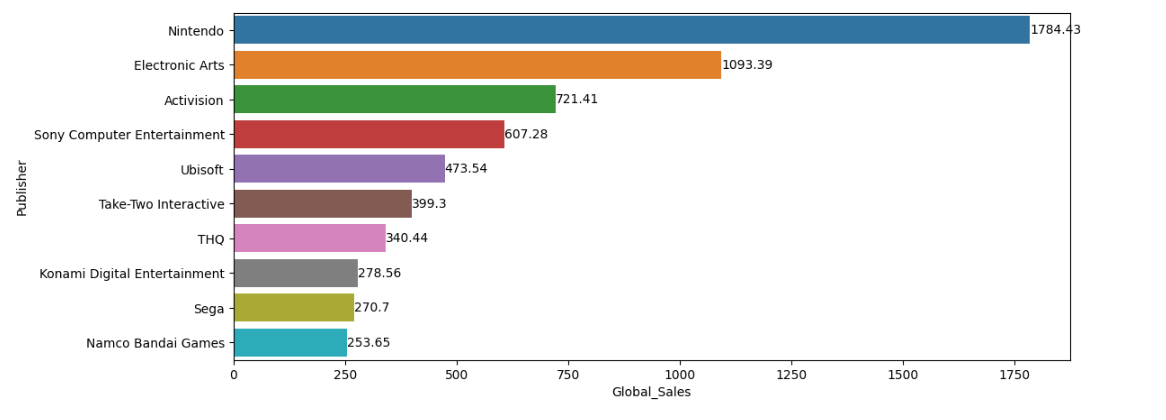 Nintendo 1784.43
Electronic Arts 1093.39
Activision 721.41
Sony Computer Entertainment 607.28
Ubisoft 473.54
Publisher
Take-Two Interactive 399.3
THQ 340.44
Konami Digital Entertainment 278.56
Sega 270.7
Namco Bandai Games 253.65
0 250 500 750 1000 1250 1500 1750
Global_Sales